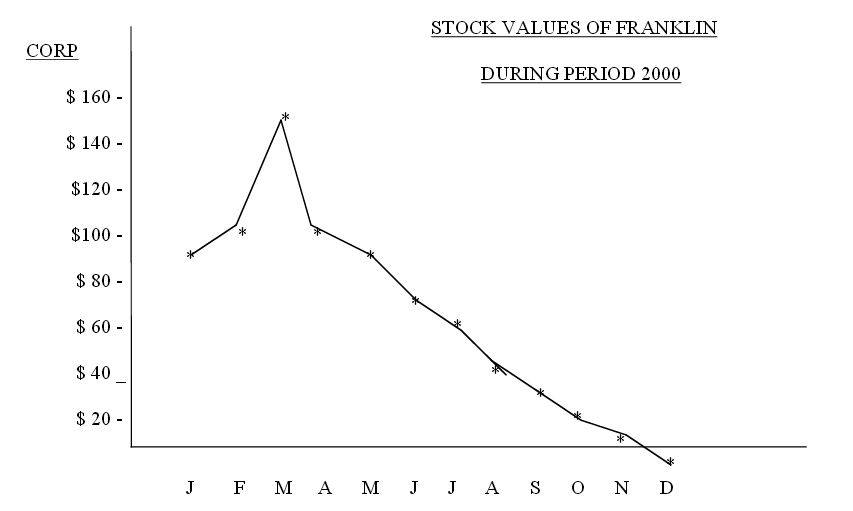 STOCK VALUES OF FRANKLIN
CORP
DURING PERIOD 2000
$ 160 -
$ 140 -
$120 -
$100 -
$ 80 -
$ 60 -
$ 40 _
$ 20 -
J F M A M J J A S O N D